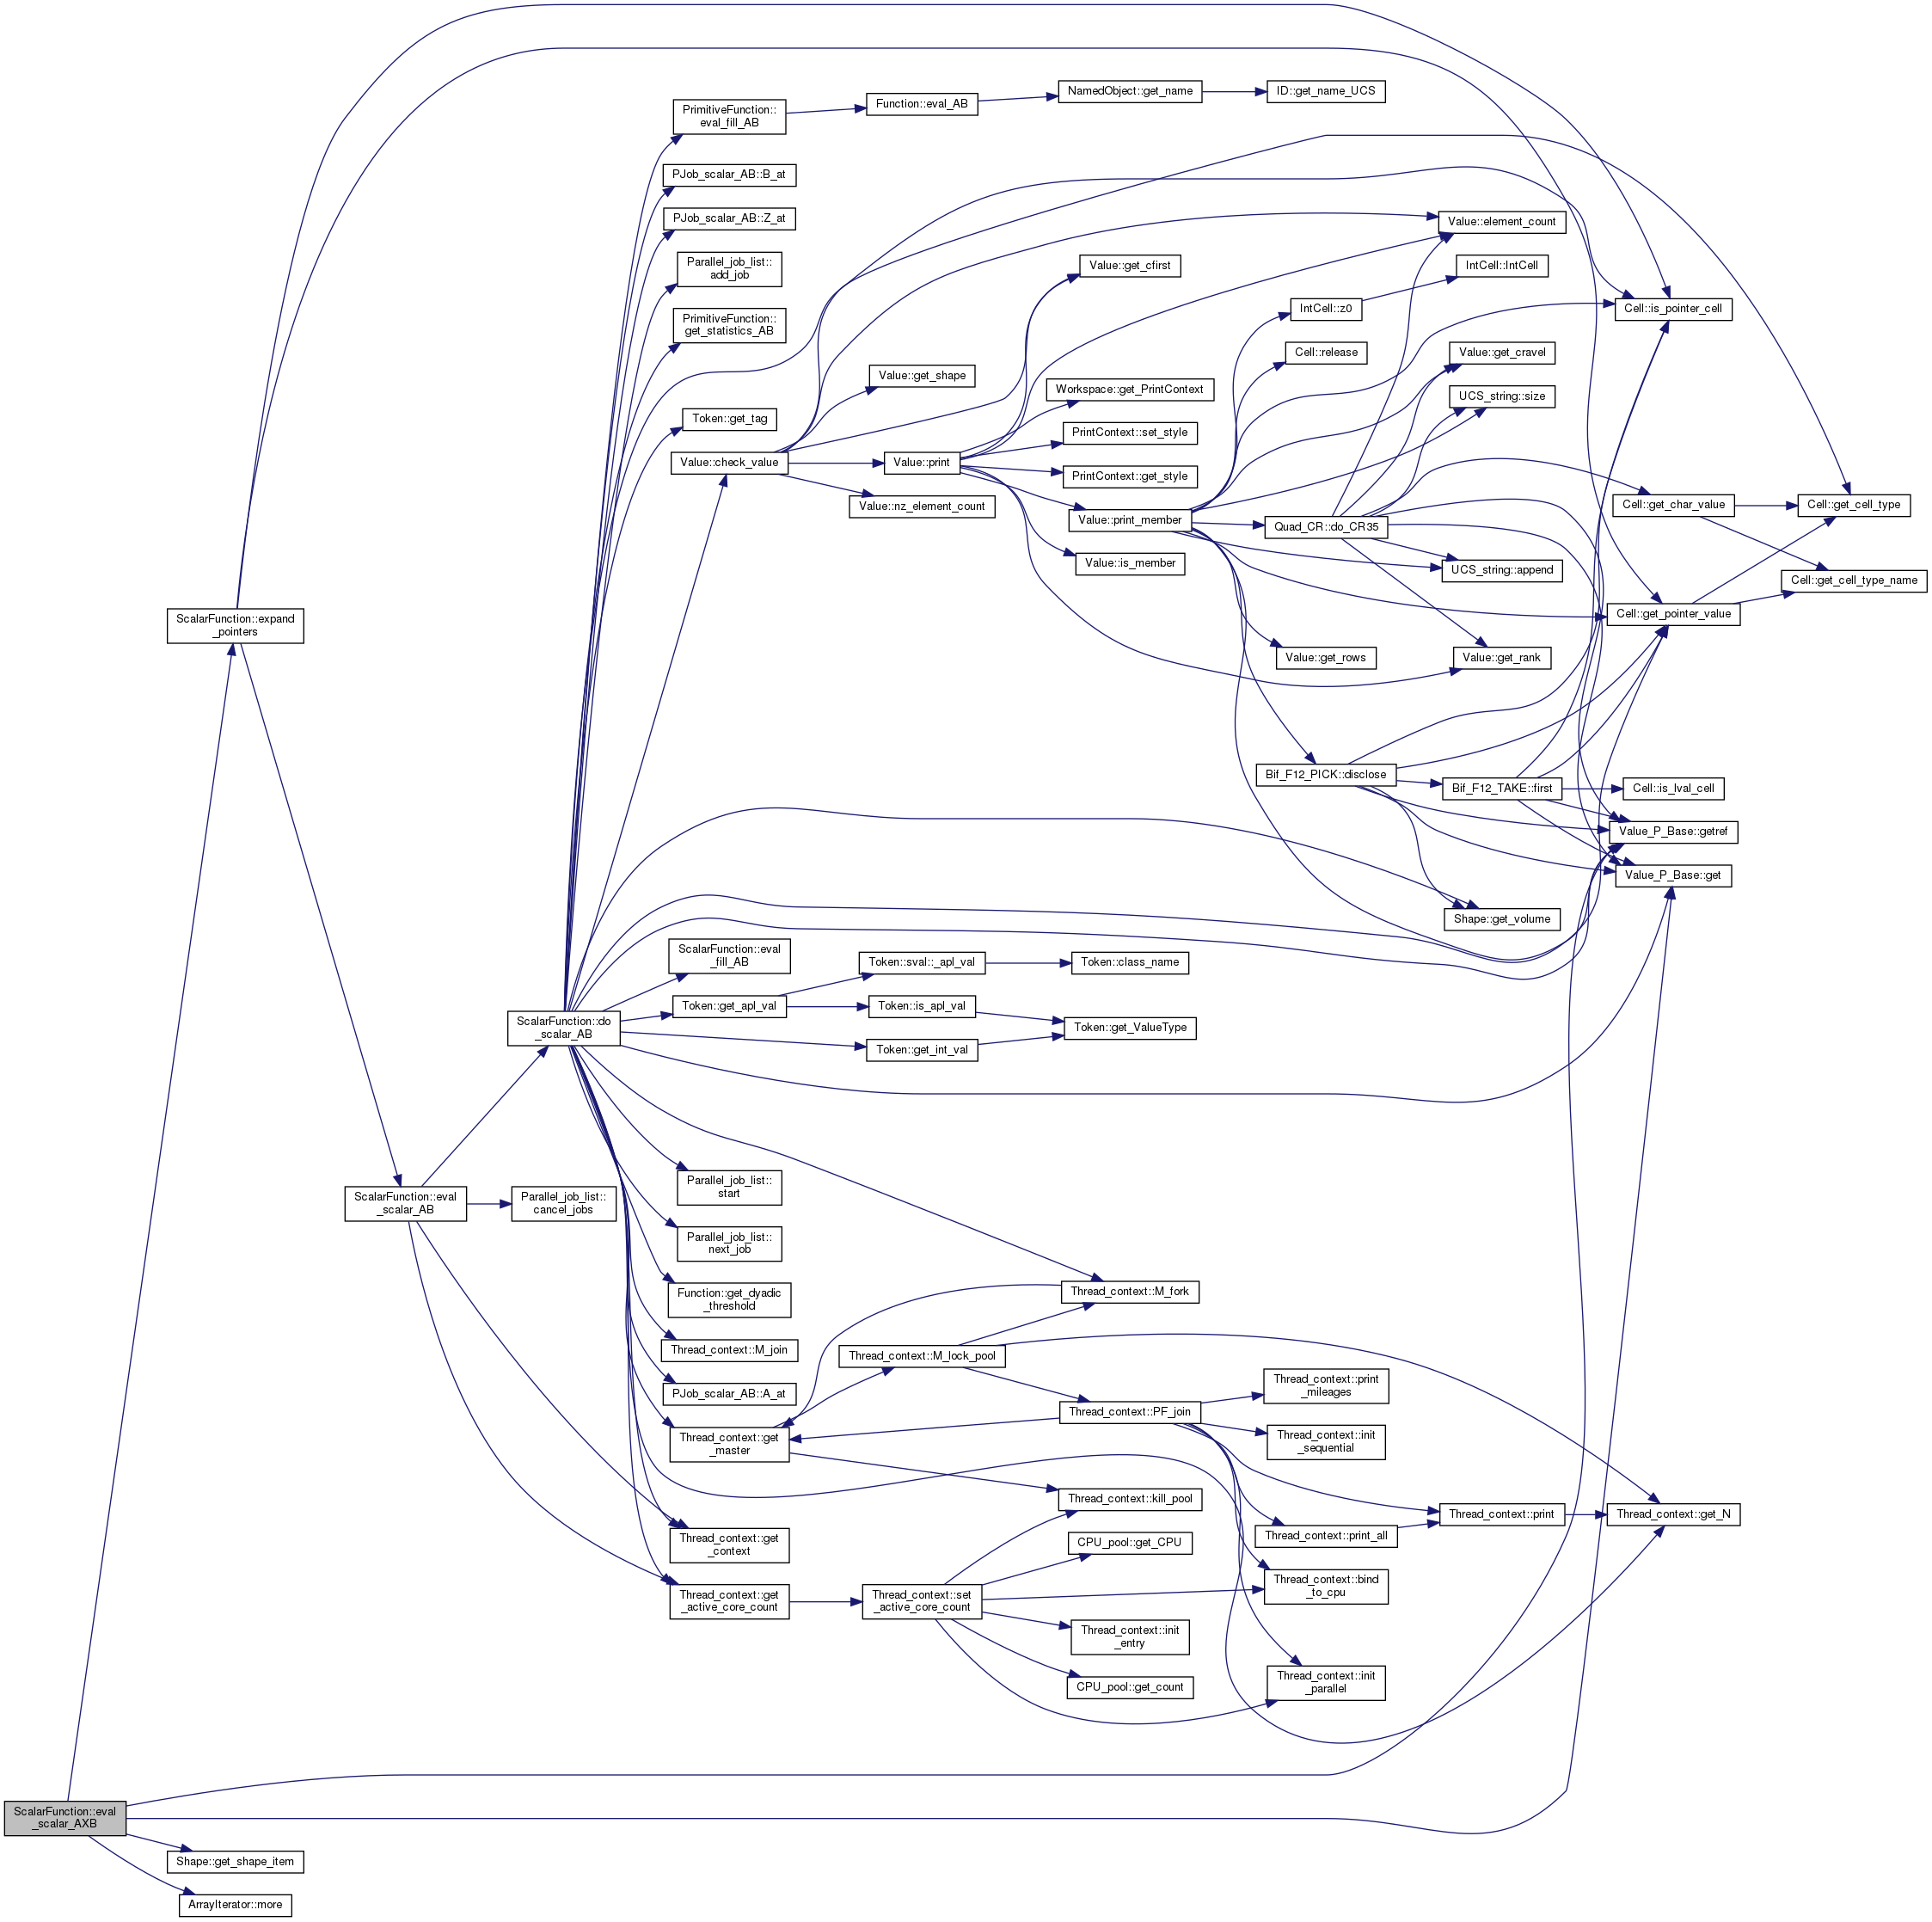 ScalarFunction::eval
_scalar_AXB
ScalarFunction::expand
_pointers
Shape::get_shape_item
ArrayIterator::more
ScalarFunction::eval
_scalar_AB
ScalarFunction::do
_scalar_AB
Parallel_job_list::
cancel_jobs
PrimitiveFunction::
eval_fill_AB
PJob_scalar_AB::B_at
PJob_scalar_AB::Z_at
Parallel_job_list::
add_job
PrimitiveFunction::
get_statistics_AB
Token::get_tag
Value::check_value
ScalarFunction::eval
_fill_AB
Token::get_apl_val
Token::get_int_val
Parallel_job_list::
start
Parallel_job_list::
next_job
Function::get_dyadic
_threshold
Thread_context::M_join
PJob_scalar_AB::A_at
Thread_context::get
_master
Thread_context::get
_context
Thread_context::get
_active_core_count
Function::eval_AB
Value::get_shape
Value::print
Value::nz_element_count
Token::sval::_apl_val
Token::is_apl_val
Thread_context::M_lock_pool
Thread_context::set
_active_core_count
NamedObject::get_name
Value::get_cfirst
Workspace::get_PrintContext
PrintContext::set_style
PrintContext::get_style
Value::print_member
Value::is_member
Token::class_name
Token::get_ValueType
Thread_context::M_fork
Thread_context::PF_join
Thread_context::kill_pool
CPU_pool::get_CPU
Thread_context::init
_entry
CPU_pool::get_count
ID::get_name_UCS
IntCell::z0
Cell::release
Quad_CR::do_CR35
Value::get_rows
Bif_F12_PICK::disclose
Thread_context::print
_mileages
Thread_context::init
_sequential
Thread_context::print_all
Thread_context::bind
_to_cpu
Thread_context::init
_parallel
Value::element_count
IntCell::IntCell
Value::get_cravel
UCS_string::size
UCS_string::append
Value::get_rank
Bif_F12_TAKE::first
Shape::get_volume
Thread_context::print
Cell::is_pointer_cell
Cell::get_char_value
Cell::get_pointer_value
Cell::is_lval_cell
Value_P_Base::getref
Value_P_Base::get
Thread_context::get_N
Cell::get_cell_type
Cell::get_cell_type_name